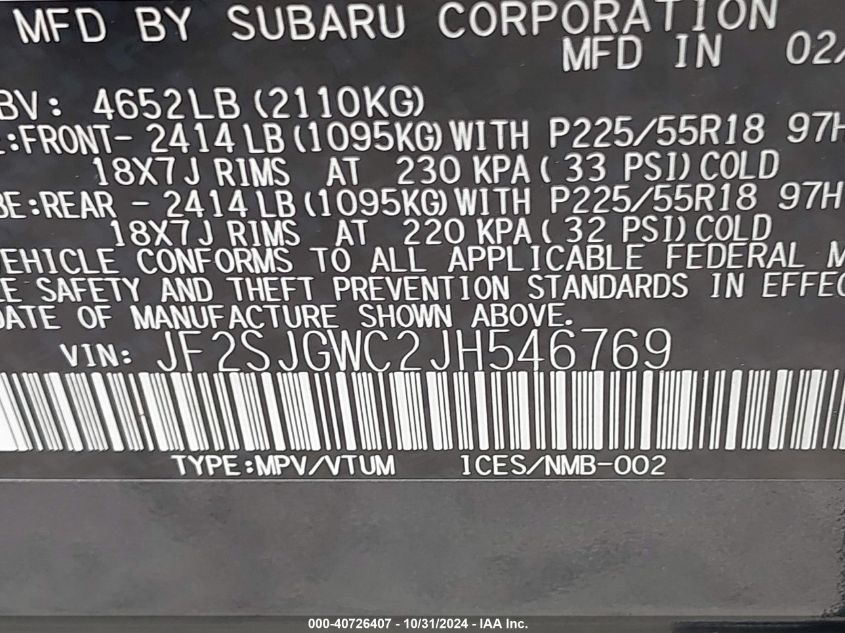 MFD BY SUBARU CORPORATION
MFD IN 02/
BV: 4652LB (2110KG)
E:FRONT- 2414 LB (1095KG) WITH P225/55R18 97H
18X7J RIMS AT 230 KPA ( 33 PSI) COLD
BE:REAR - 2414 LB (1095KG) WITH P225/55R18 97H
18X7J RIMS AT 220 KPA ( 32 PSI) COLD
VEHICLE CONFORMS TO ALL APPLICABLE FEDERAL M
LE SAFETY AND THEFT PREVENTION STANDARDS IN EFFEC
DATE OF MANUFACTURE SHOWN ABOVE.
VIN: JF2SJGWC2JH546769
TYPE:MPV/VTUM ICES/NMB-002
000-40726407 - 10/31/2024 - IAA Inc.